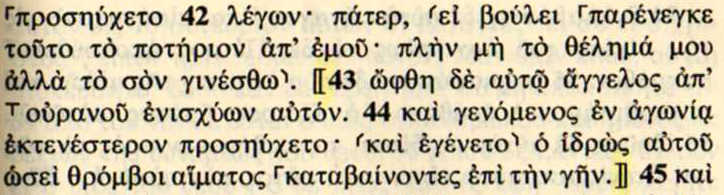 ⸀προσηύχετο 42 λέγων· πάτερ, ⸂εἰ βούλει ⸀παρένεγκε
τοῦτο τὸ ποτήριον ἀπ' ἐμοῦ· πλὴν μὴ τὸ θέλημά μου
ἀλλὰ τὸ σὸν γινέσθω⸃. ⟦43 ὤφθη δὲ αὐτῷ ἄγγελος ἀπ'
⸆οὐρανοῦ ἐνισχύων αὐτόν. 44 καὶ γενόμενος ἐν ἀγωνίᾳ
ἐκτενέστερον προσηύχετο· ⸂καὶ ἐγένετο⸃ ὁ ἱδρὼς αὐτοῦ
ὡσεὶ θρόμβοι αἵματος ⸀καταβαίνοντες ἐπὶ τὴν γῆν.⟧ 45 καὶ